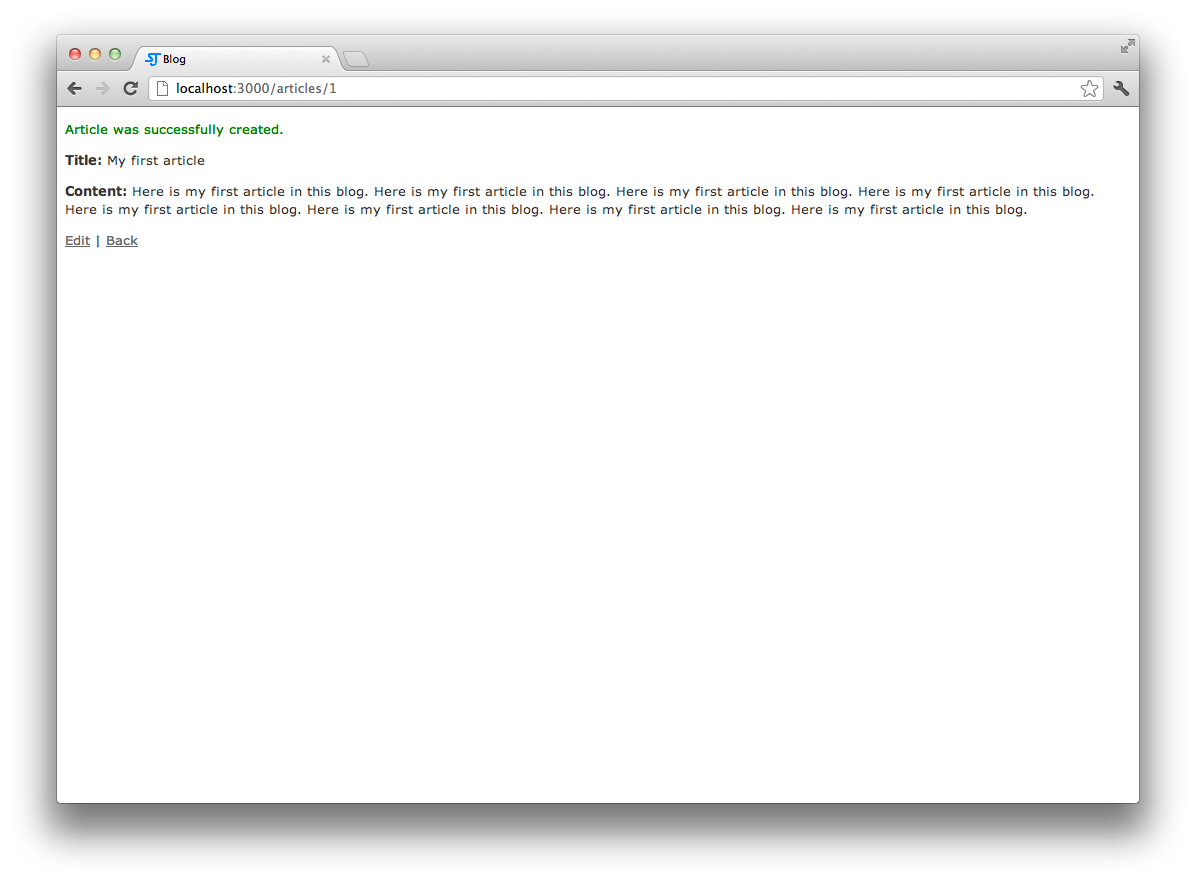 Blog
localhost:3000/articles/1
Article was successfully created.
Title: My first article
Content: Here is my first article in this blog. Here is my first article in this blog. Here is my first article in this blog. Here is my first article in this blog.
Here is my first article in this blog. Here is my first article in this blog. Here is my first article in this blog. Here is my first article in this blog.
Edit | Back